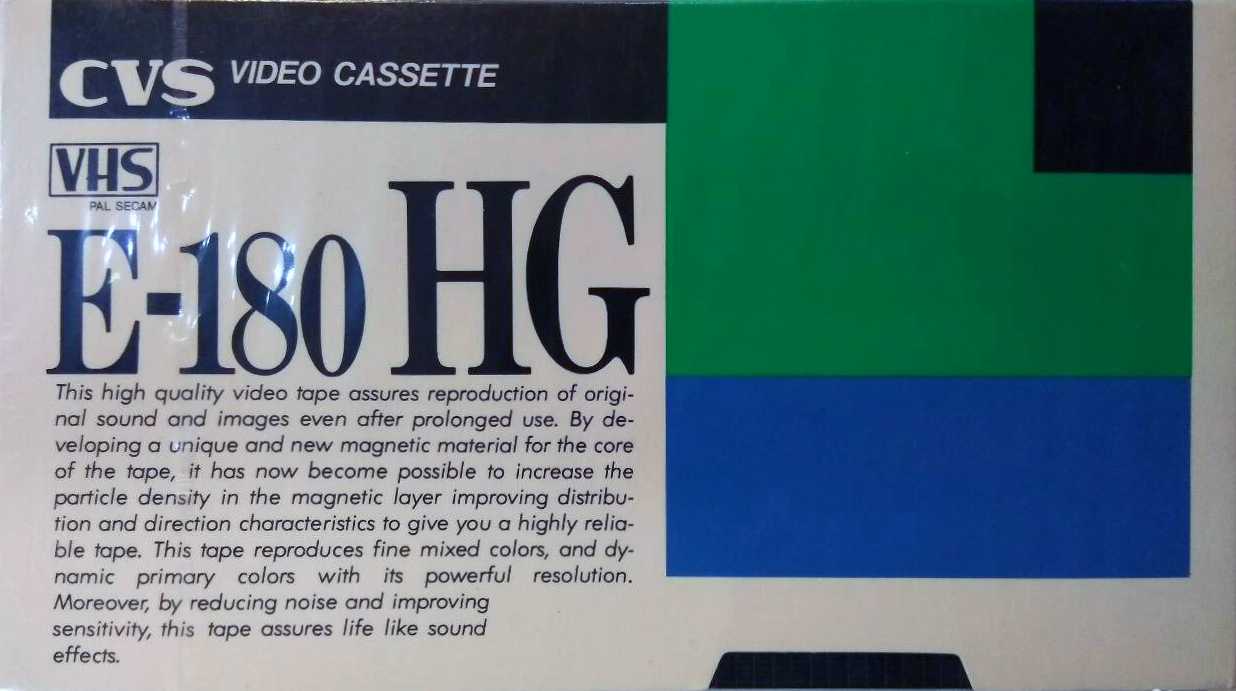 CVS VIDEO CASSETTE
VHS
PAL SECAM
E-180 HG
This high quality video tape assures reproduction of origi-
nal sound and images even after prolonged use. By de-
veloping a unique and new magnetic material for the core
of the tape, it has now become possible to increase the
particle density in the magnetic layer improving distribu-
tion and direction characteristics to give you a highly relia-
ble tape. This tape reproduces fine mixed colors, and dy-
namic primary colors with its powerful resolution.
Moreover, by reducing noise and improving
sensitivity, this tape assures life like sound
effects.